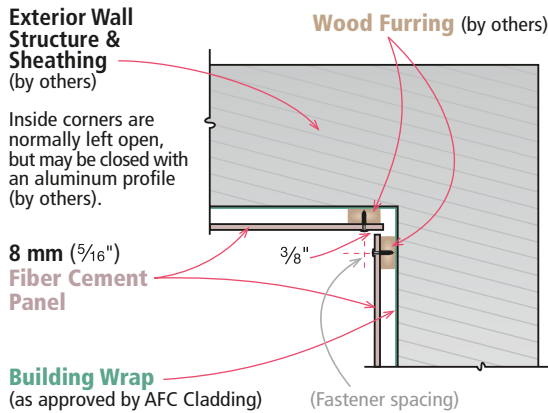 Exterior Wall
Structure &
Sheathing
(by others)
Wood Furring (by others)
Inside corners are
normally left open,
but may be closed with
an aluminum profile
(by others).
8 mm (5⁄16")
Fiber Cement
Panel
3⁄8"
Building Wrap
(as approved by AFC Cladding)
(Fastener spacing)